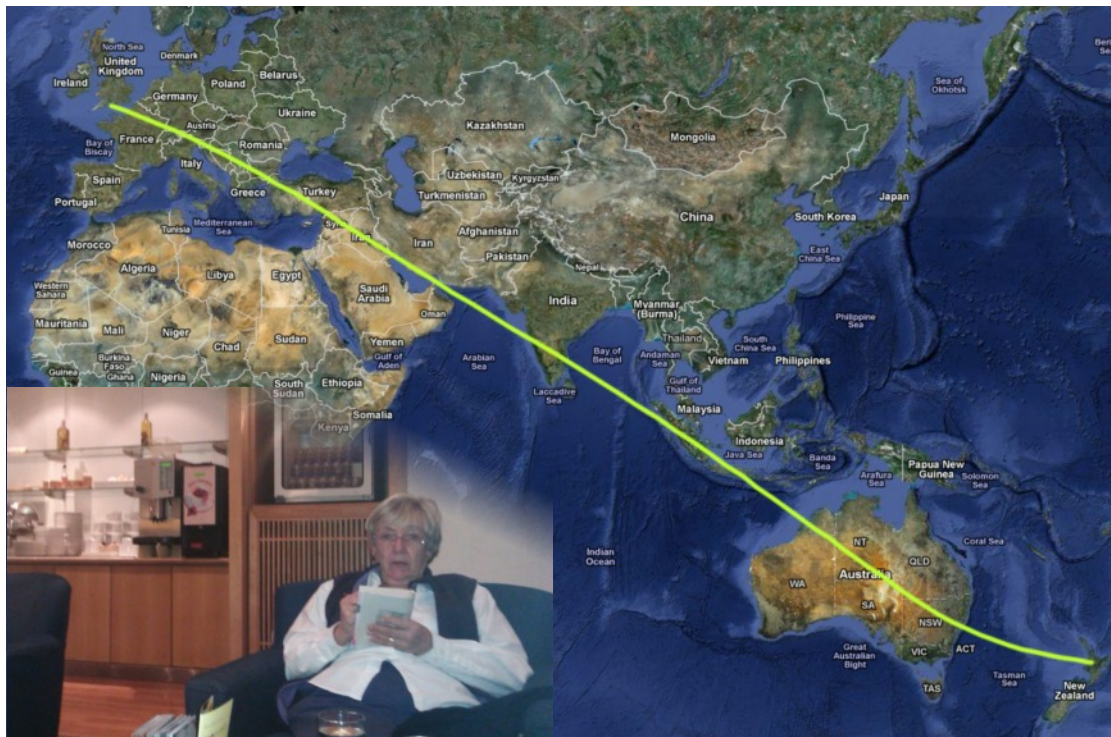 Beri
Se
Sea of
Okhotsk
North Sea
Denmark
United
Kingdom
Ireland
Belarus
Poland
Germany
Ukraine
Austria
France
Bay of
Biscay
Romania
Italy
Spain
Portugal
Greece
Turkey
Mediterranean
Sea
Tunisia
Syria
Iraq
Morocco
Algeria
Libya
Egypt
Western
Sahara
Mauritania
Mali
Niger
Chad
Sudan
Burkina
Faso
Guinea
Ghana
Nigeria
South
Sudan
Ethiopia
Somalia
Kenya
Saudi
Arabia
Oman
Yemen
Gulf of
Aden
Kazakhstan
Uzbekistan
Kyrgyzstan
Turkmenistan
Afghanistan
Iran
Pakistan
Nepal
India
Mongolia
China
South Korea
Japan
East
China Sea
Myanmar
(Burma)
Thailand
Vietnam
South
China Sea
Philippine
Sea
Philippines
Arabian
Sea
Bay of
Bengal
Andaman
Sea
Gulf of
Thailand
Laccadive
Sea
Malaysia
Indonesia
Java Sea
Banda
Sea
Arafura
Sea
Papua New
Guinea
Solomon
Sea
Coral Sea
Indian
Ocean
NT
QLD
WA
Australia
SA
NSW
VIC
ACT
TAS
Great
Australian
Bight
Tasman
Sea
New
Zealand